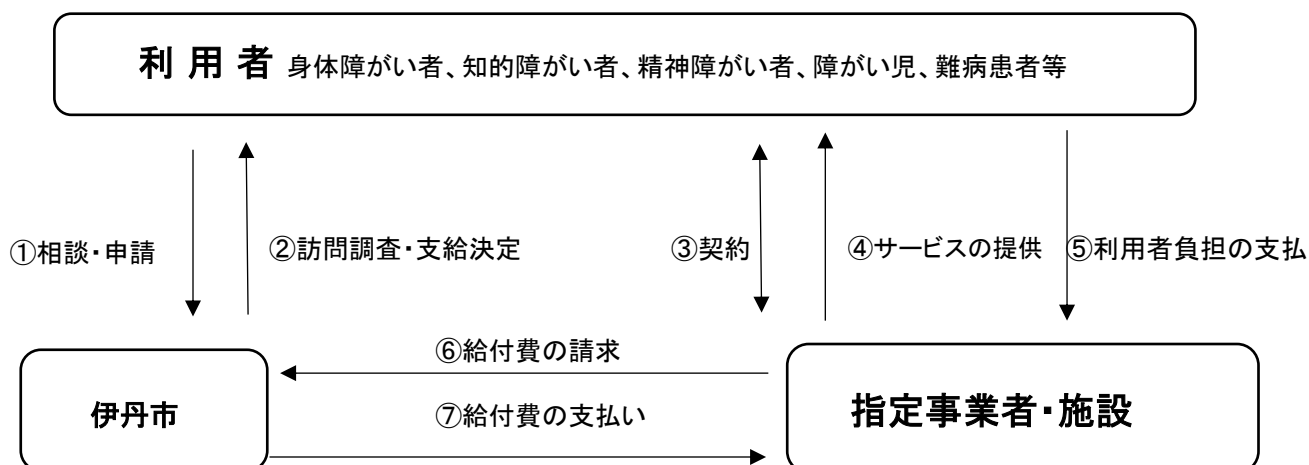 利 用 者 身体障がい者、知的障がい者、精神障がい者、障がい児、難病患者等
①相談・申請
②訪問調査・支給決定
③契約
④サービスの提供
⑤利用者負担の支払
⑥給付費の請求
伊丹市
⑦給付費の支払い
指定事業者・施設